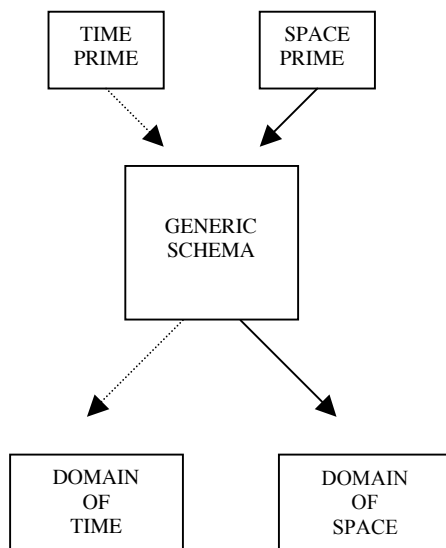 TIME
PRIME
SPACE
PRIME
GENERIC
SCHEMA
DOMAIN
OF
TIME
DOMAIN
OF
SPACE